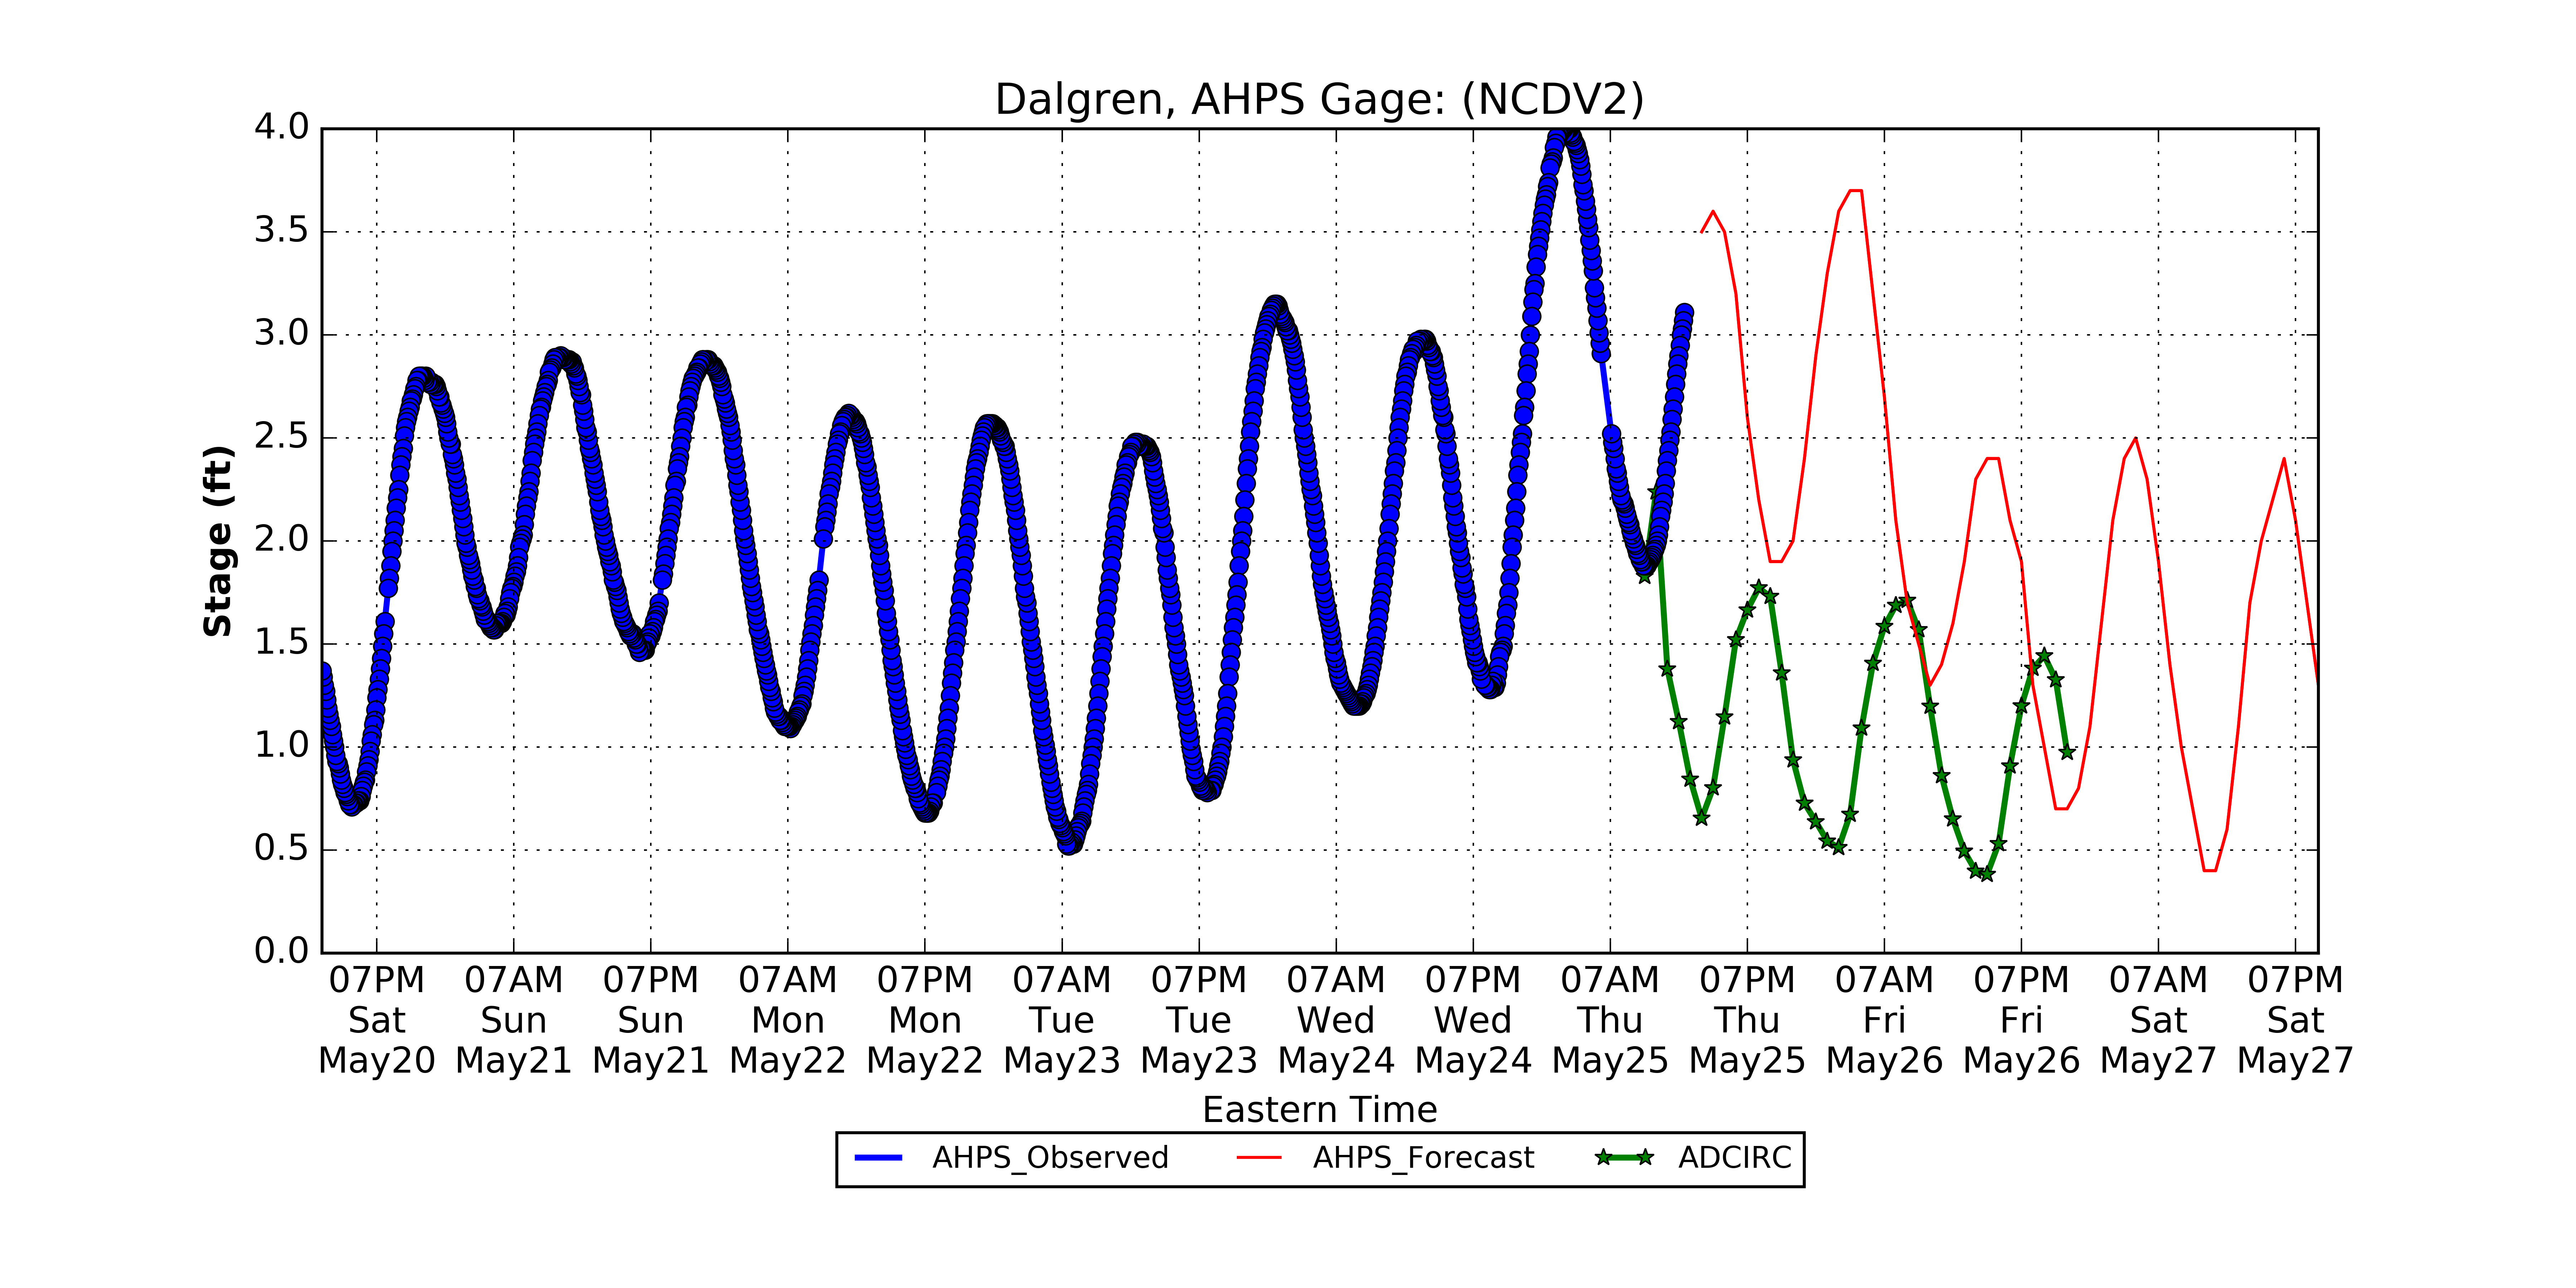 Dalgren, AHPS Gage: (NCDV2)
4.0
3.5
3.0
2.5
2.0
1.5
1.0
0.5
0.0
Stage (ft)
07PM 07AM 07PM 07AM 07PM 07AM 07PM 07AM 07PM 07AM 07PM 07AM 07PM 07AM 07PM
Sat Sun Sun Mon Mon Tue Tue Wed Wed Thu Thu Fri Fri Sat Sat
May20 May21 May21 May22 May22 May23 May23 May24 May24 May25 May25 May26 May26 May27 May27
Eastern Time
AHPS_Observed AHPS_Forecast ADCIRC